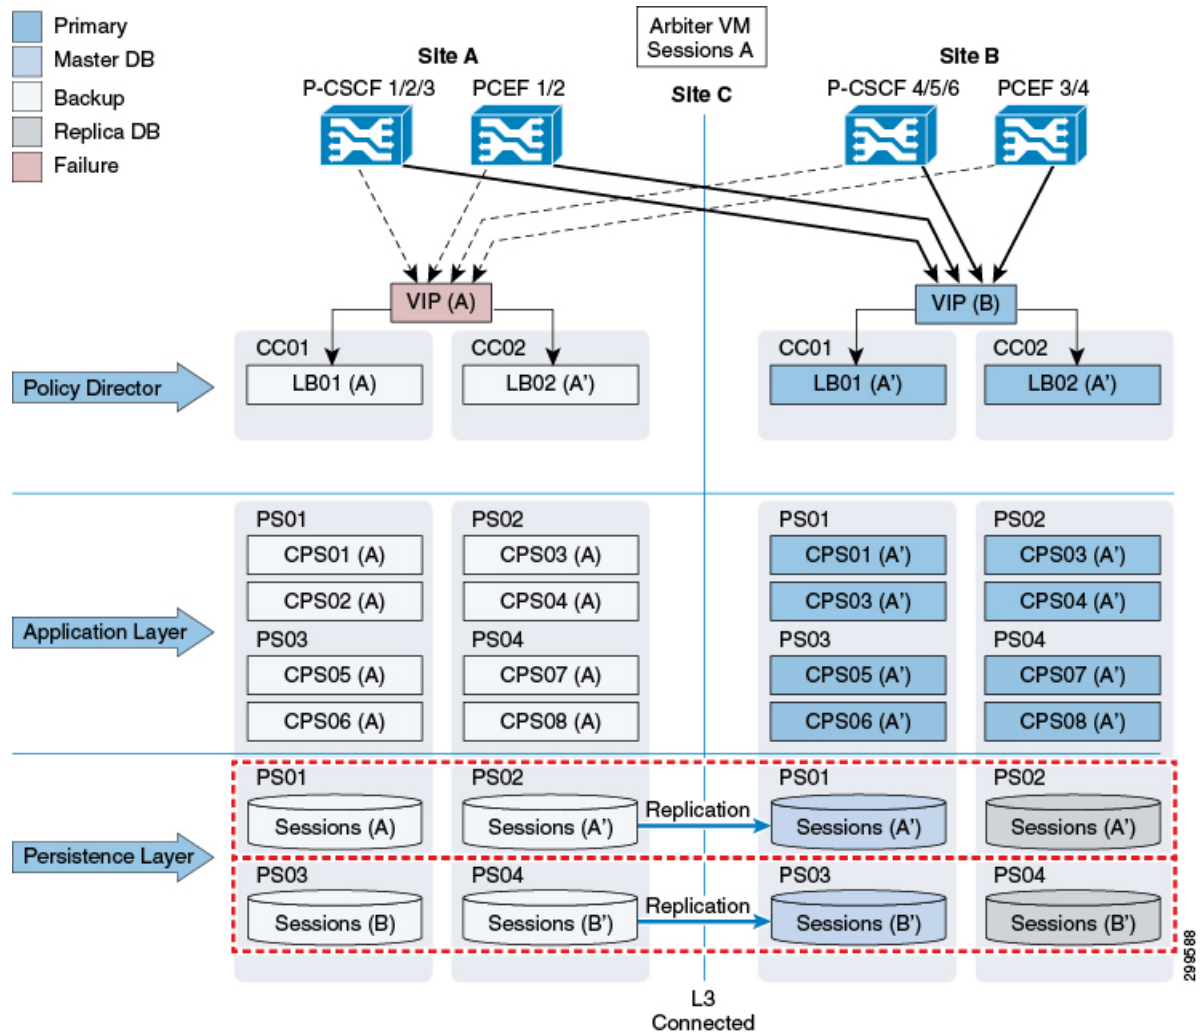 Primary
Master DB
Backup
Replica DB
Failure
Arbiter VM
Sessions A
Site A
Site C
Site B
P-CSCF 1/2/3
PCEF 1/2
P-CSCF 4/5/6
PCEF 3/4
VIP (A)
VIP (B)
Policy Director
CC01
LB01 (A)
CC02
LB02 (A')
CC01
LB01 (A')
CC02
LB02 (A')
Application Layer
PS01
CPS01 (A)
CPS02 (A)
PS03
CPS05 (A)
CPS06 (A)
PS02
CPS03 (A)
CPS04 (A)
PS04
CPS07 (A)
CPS08 (A)
PS01
CPS01 (A')
CPS03 (A')
PS03
CPS05 (A')
CPS06 (A')
PS02
CPS03 (A')
CPS04 (A')
PS04
CPS07 (A')
CPS08 (A')
Persistence Layer
PS01
Sessions (A)
PS02
Sessions (A')
Replication
PS01
Sessions (A')
PS02
Sessions (A')
PS03
Sessions (B)
PS04
Sessions (B')
Replication
PS03
Sessions (B')
PS04
Sessions (B')
L3
Connected
299588